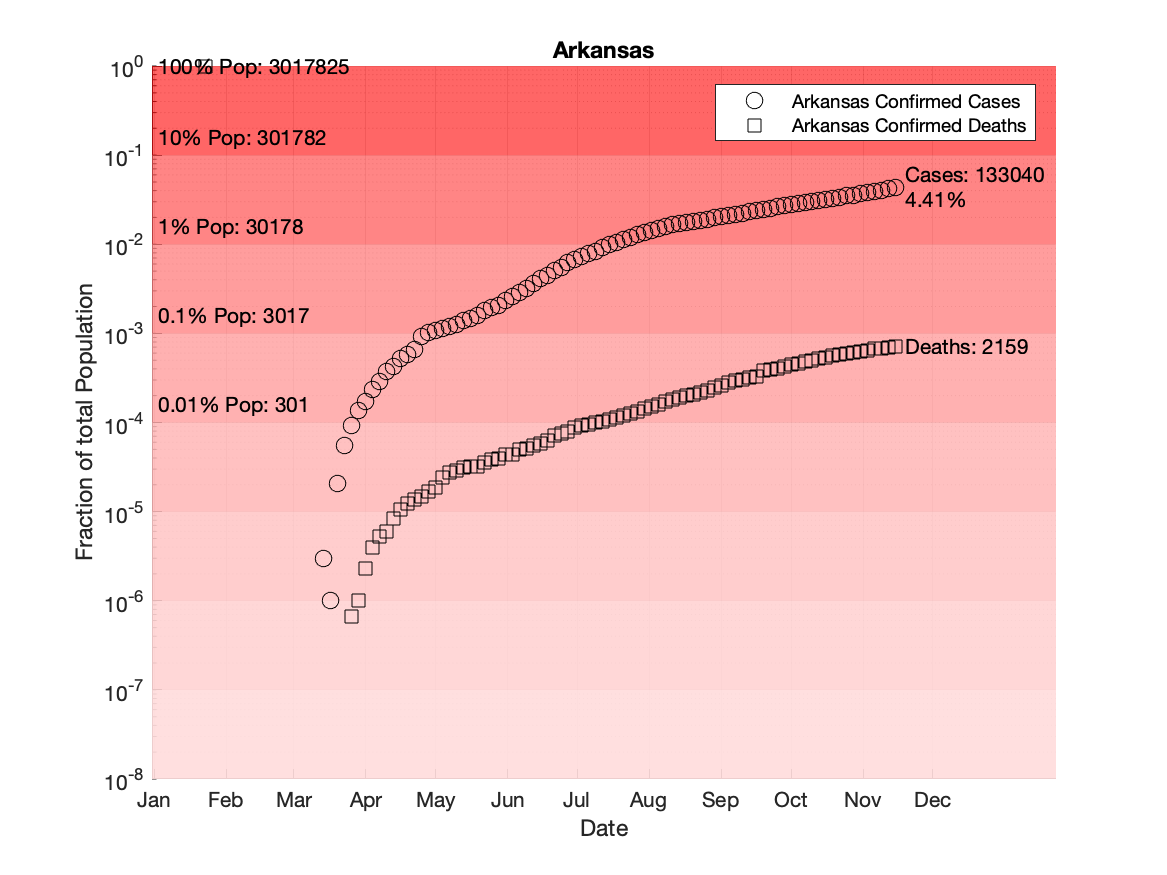 Arkansas
10^0
100% Pop: 3017825
Arkansas Confirmed Cases
Arkansas Confirmed Deaths
10% Pop: 301782
10^-1
Cases: 133040
4.41%
1% Pop: 30178
10^-2
0.1% Pop: 3017
10^-3
Deaths: 2159
0.01% Pop: 301
10^-4
10^-5
10^-6
10^-7
10^-8
Fraction of total Population
Jan Feb Mar Apr May Jun Jul Aug Sep Oct Nov Dec
Date